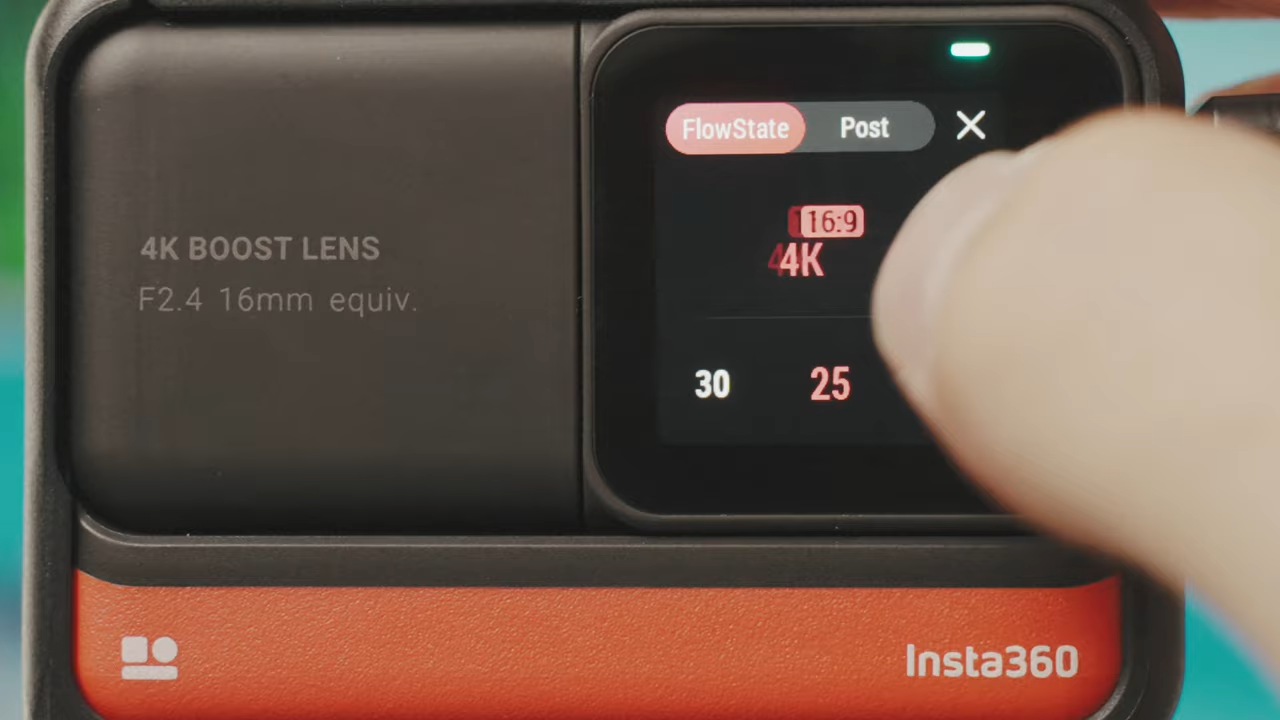 4K BOOST LENS
F2.4 16mm equiv.
FlowState Post
16:9
4K
30 25
Insta360